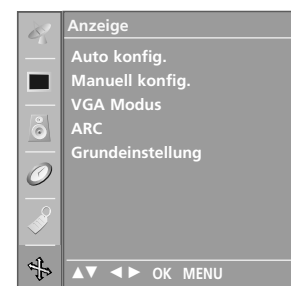 Anzeige
Auto konfig.
Manuell konfig.
VGA Modus
ARC
Grundeinstellung
▲▼ ◄► OK MENU